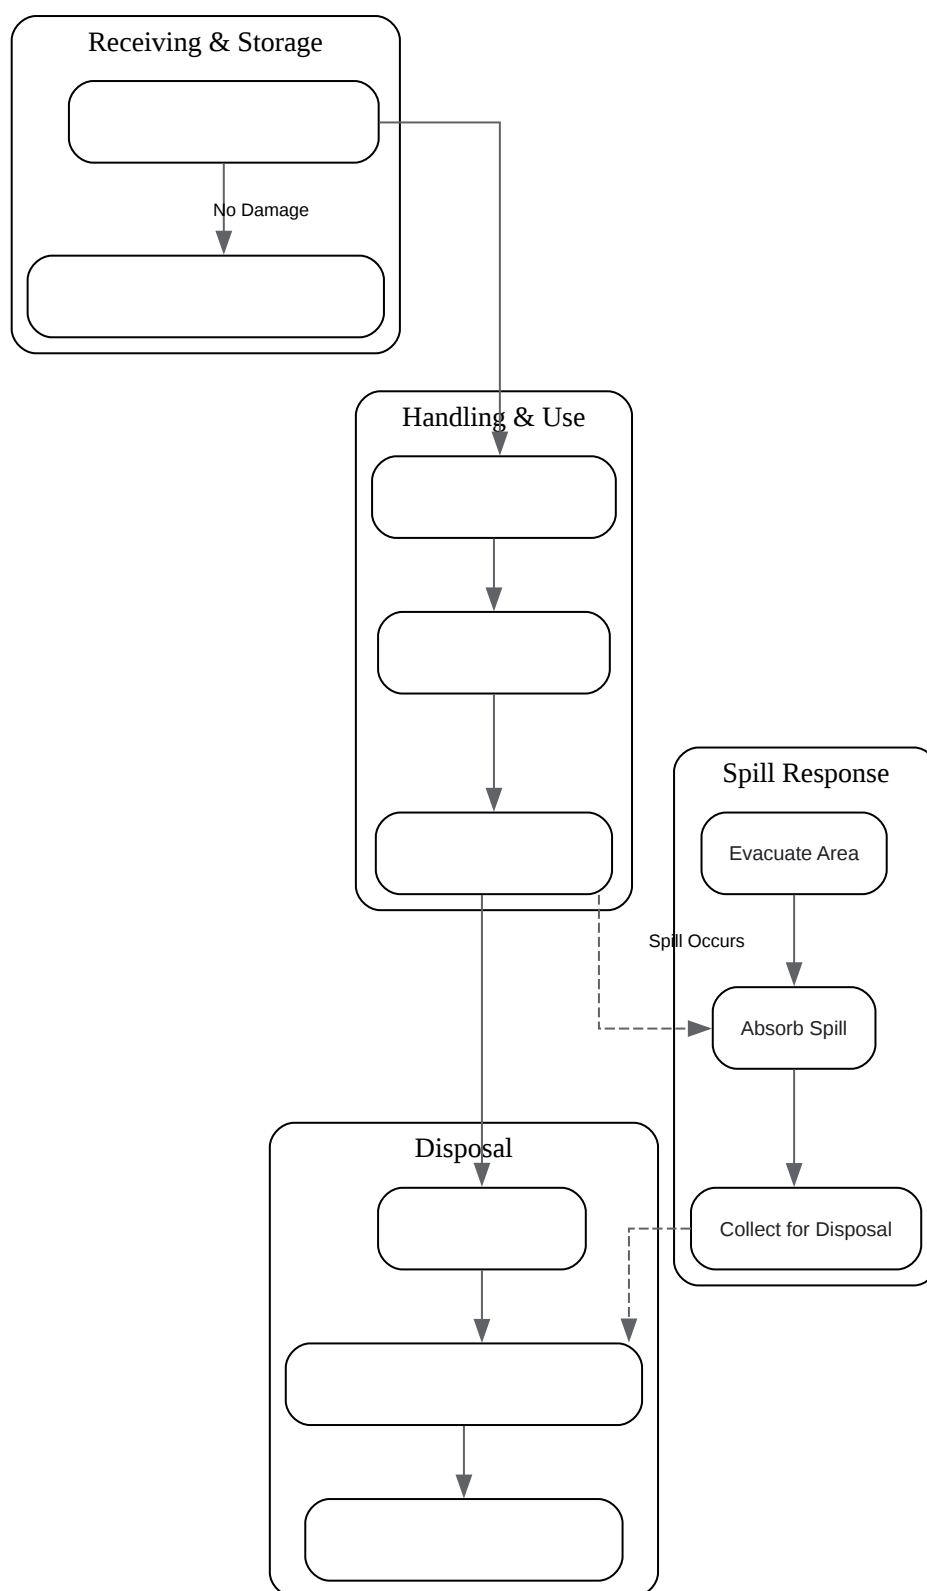 Receiving & Storage
No Damage
Handling & Use
Spill Response
Evacuate Area
Spill Occurs
Absorb Spill
Disposal
Collect for Disposal